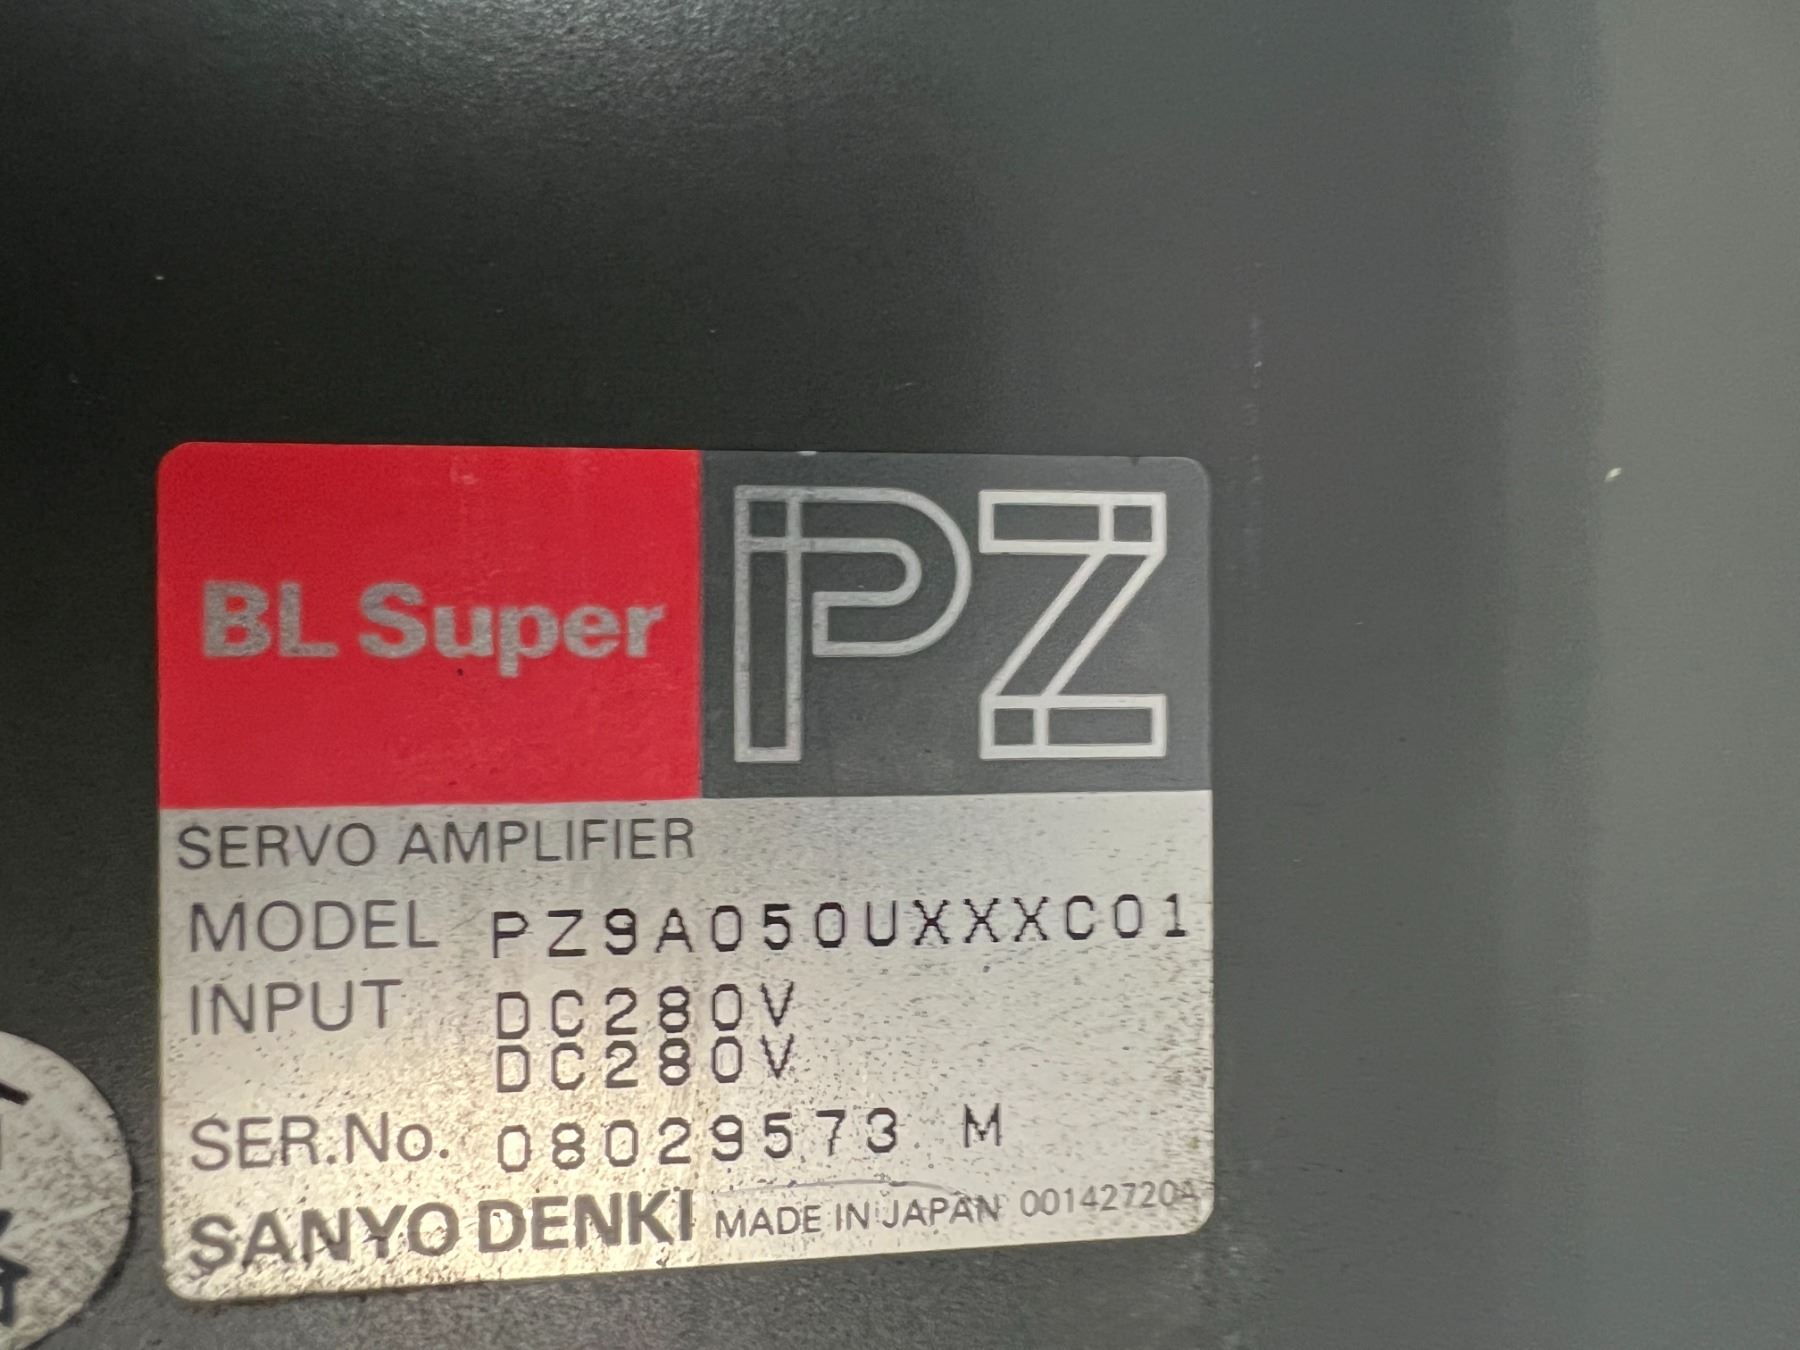 BL Super PZ
SERVO AMPLIFIER
MODEL PZ9A050UXXXC01
INPUT DC280V
DC280V
SER.No. 08029573 M
SANYO DENKI MADE IN JAPAN 00142720A